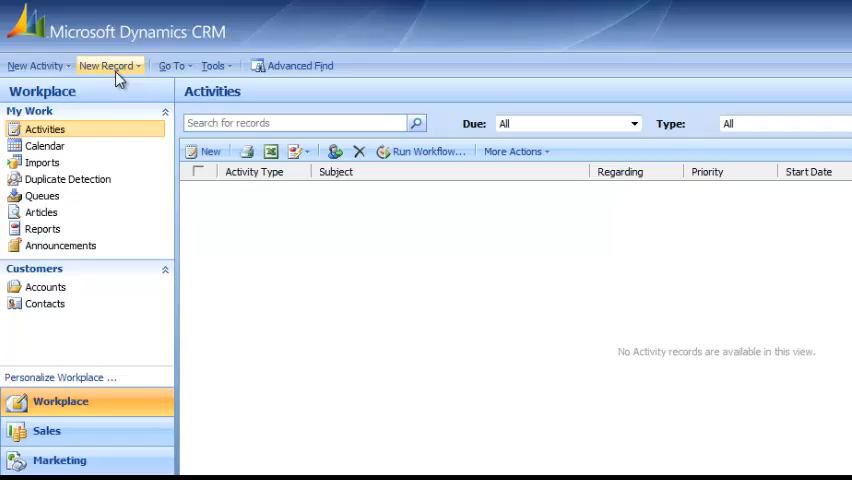 Microsoft Dynamics CRM
New Activity New Record Go To Tools Advanced Find
Workplace
Activities
My Work
Activities
Calendar
Imports
Duplicate Detection
Queues
Articles
Reports
Announcements
Customers
Accounts
Contacts
Personalize Workplace ...
Workplace
Sales
Marketing
Search for records Due: All Type: All
New Run Workflow... More Actions
Activity Type Subject Regarding Priority Start Date
No Activity records are available in this view.